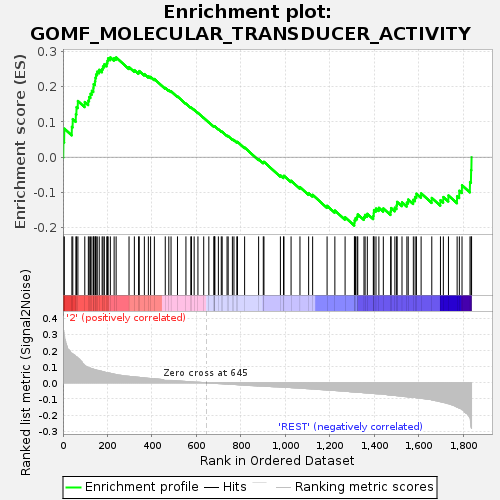 Enrichment plot:
GOMF_MOLECULAR_TRANSDUCER_ACTIVITY
Enrichment score (ES)
0.3
0.2
0.1
0.0
-0.1
-0.2
'2' (positively correlated)
Ranked list metric (Signal2Noise)
0.4
0.3
0.2
0.1
0.0
-0.1
-0.2
-0.3
Zero cross at 645
'REST' (negatively correlated)
0
200
400
600
800
1,000
1,200
1,400
1,600
1,800
Rank in Ordered Dataset
Enrichment profile
Hits
Ranking metric scores